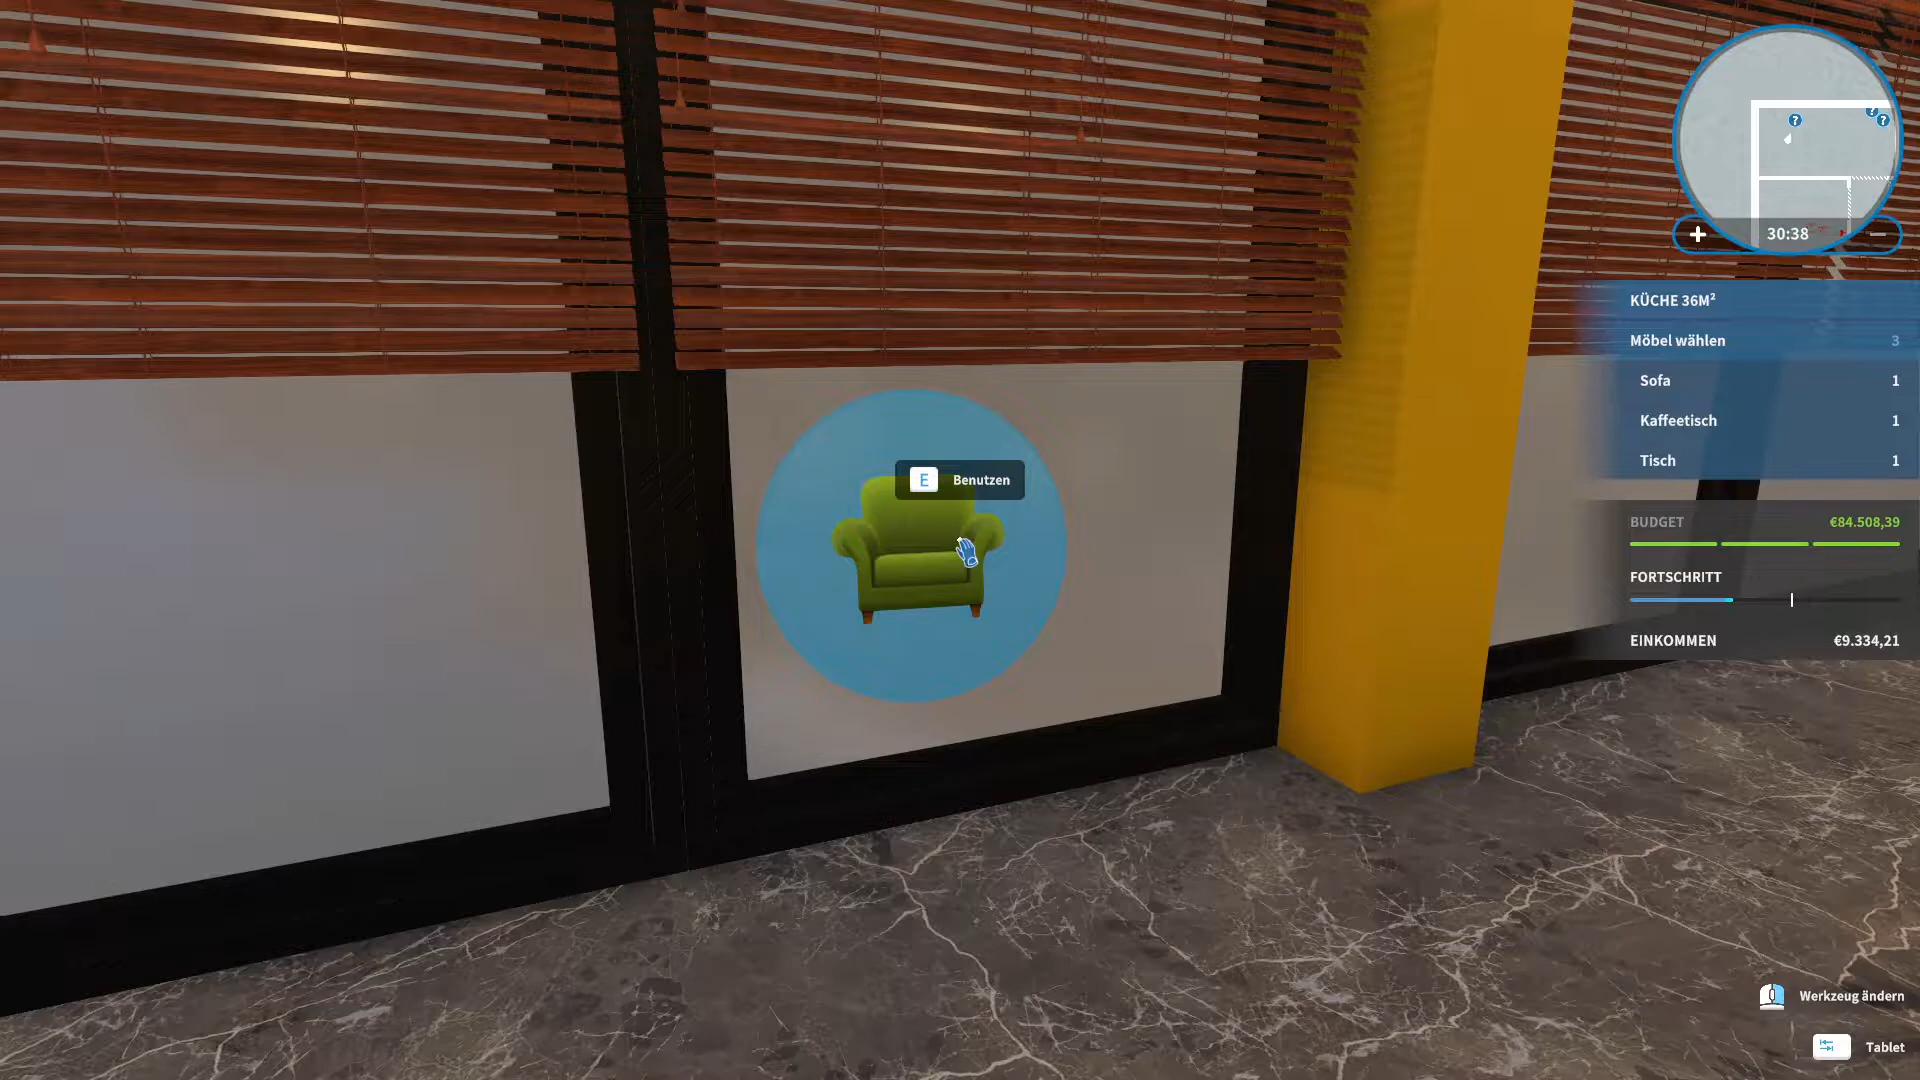 30:38
KÜCHE 36M²
Möbel wählen 3
Sofa 1
Kaffeetisch 1
Tisch 1
BUDGET €84.508,39
FORTSCHRITT
EINKOMMEN €9.334,21
E Benutzen
Werkzeug ändern
Tablet